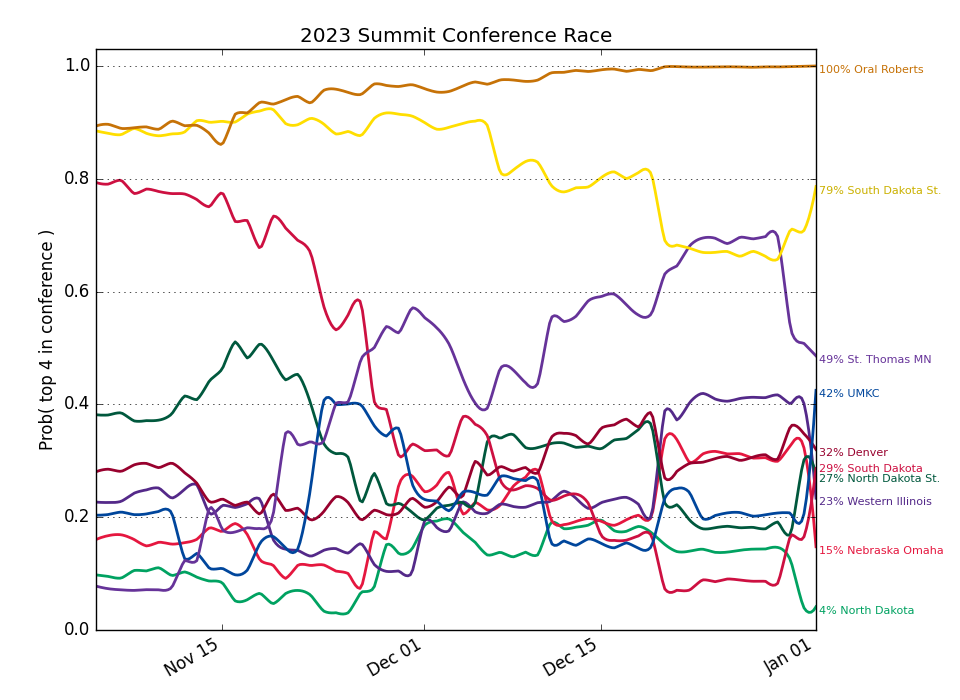 2023 Summit Conference Race
Prob( top 4 in conference )
1.0
0.8
0.6
0.4
0.2
0.0
Nov 15
Dec 01
Dec 15
Jan 01
100% Oral Roberts
79% South Dakota St.
49% St. Thomas MN
42% UMKC
32% Denver
29% South Dakota
27% North Dakota St.
23% Western Illinois
15% Nebraska Omaha
4% North Dakota